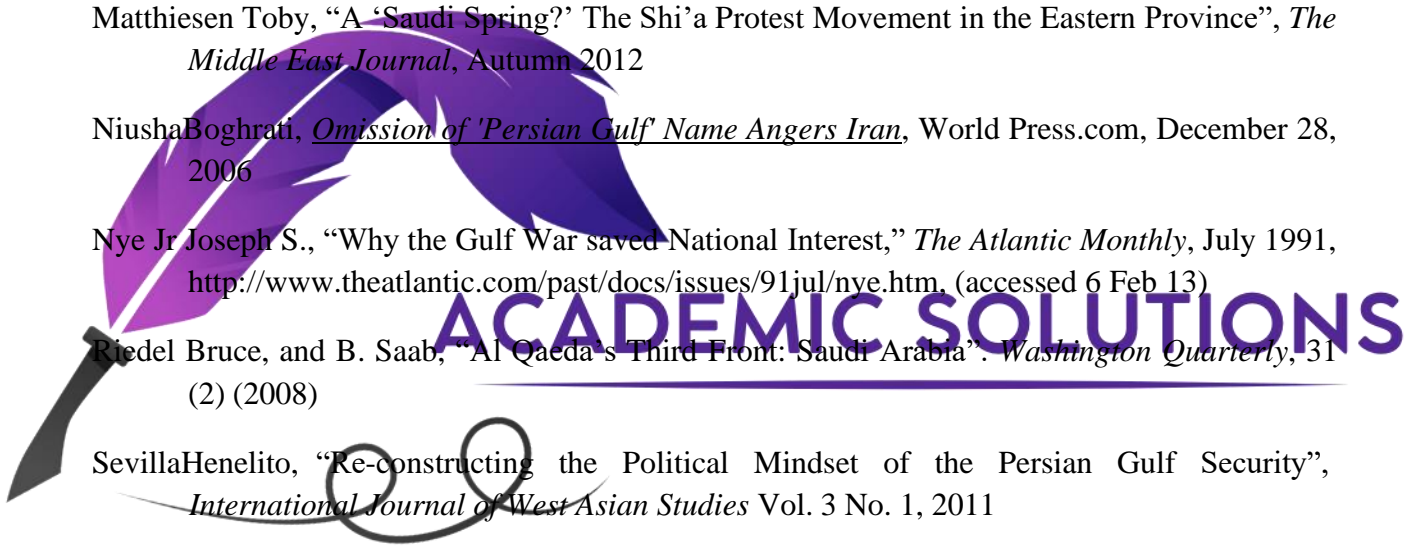 Matthiesen Toby, “A ‘Saudi Spring?’ The Shi’a Protest Movement in the Eastern Province”, The
Middle East Journal, Autumn 2012
NiushaBoghrati, Omission of 'Persian Gulf' Name Angers Iran, World Press.com, December 28,
2006
Nye Jr Joseph S., “Why the Gulf War saved National Interest,” The Atlantic Monthly, July 1991,
http://www.theatlantic.com/past/docs/issues/91jul/nye.htm, (accessed 6 Feb 13)
ACADEMIC SOLUTIONS
Riedel Bruce, and B. Saab, “Al Qaeda’s Third Front: Saudi Arabia”. Washington Quarterly, 31
(2) (2008)
SevillaHenelito, “Re-constructing the Political Mindset of the Persian Gulf Security”,
International Journal of West Asian Studies Vol. 3 No. 1, 2011